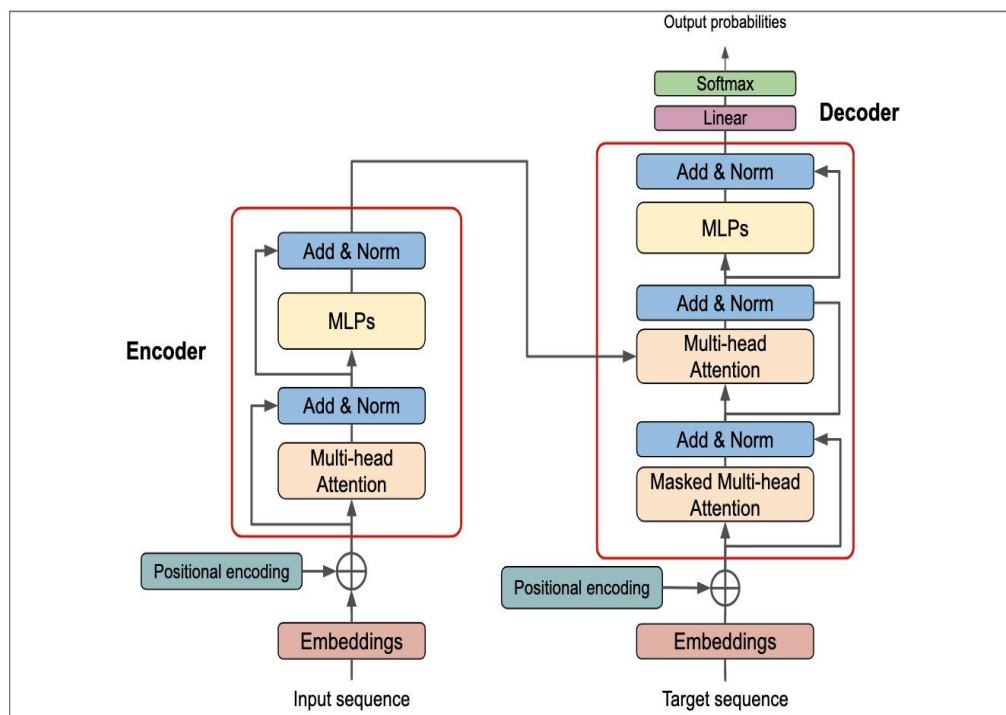 Output probabilities
Softmax
Linear
Decoder
Add & Norm
MLPs
Add & Norm
Multi-head
Attention
Add & Norm
Masked Multi-head
Attention
Positional encoding
Embeddings
Target sequence
Encoder
Add & Norm
MLPs
Add & Norm
Multi-head
Attention
Positional encoding
Embeddings
Input sequence